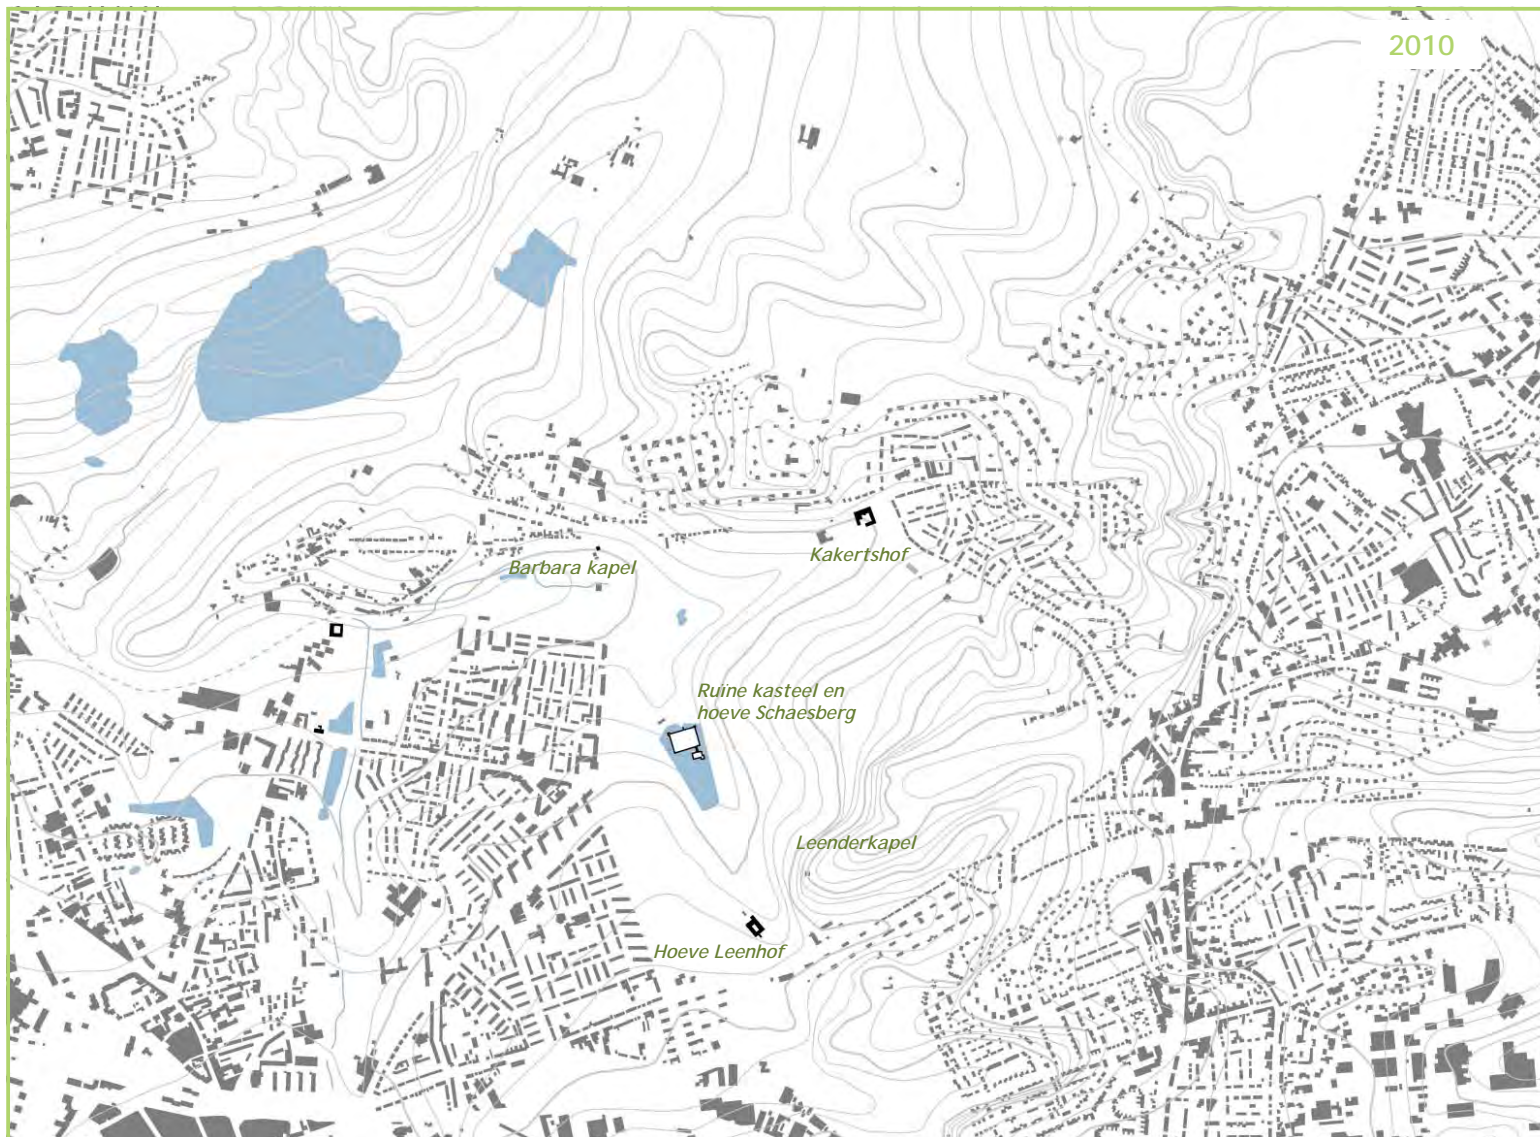 2010
Barbara kapel
Kakertshof
Ruïne kasteel en
hoeve Schaesberg
Leenderkapel
Hoeve Leenhof